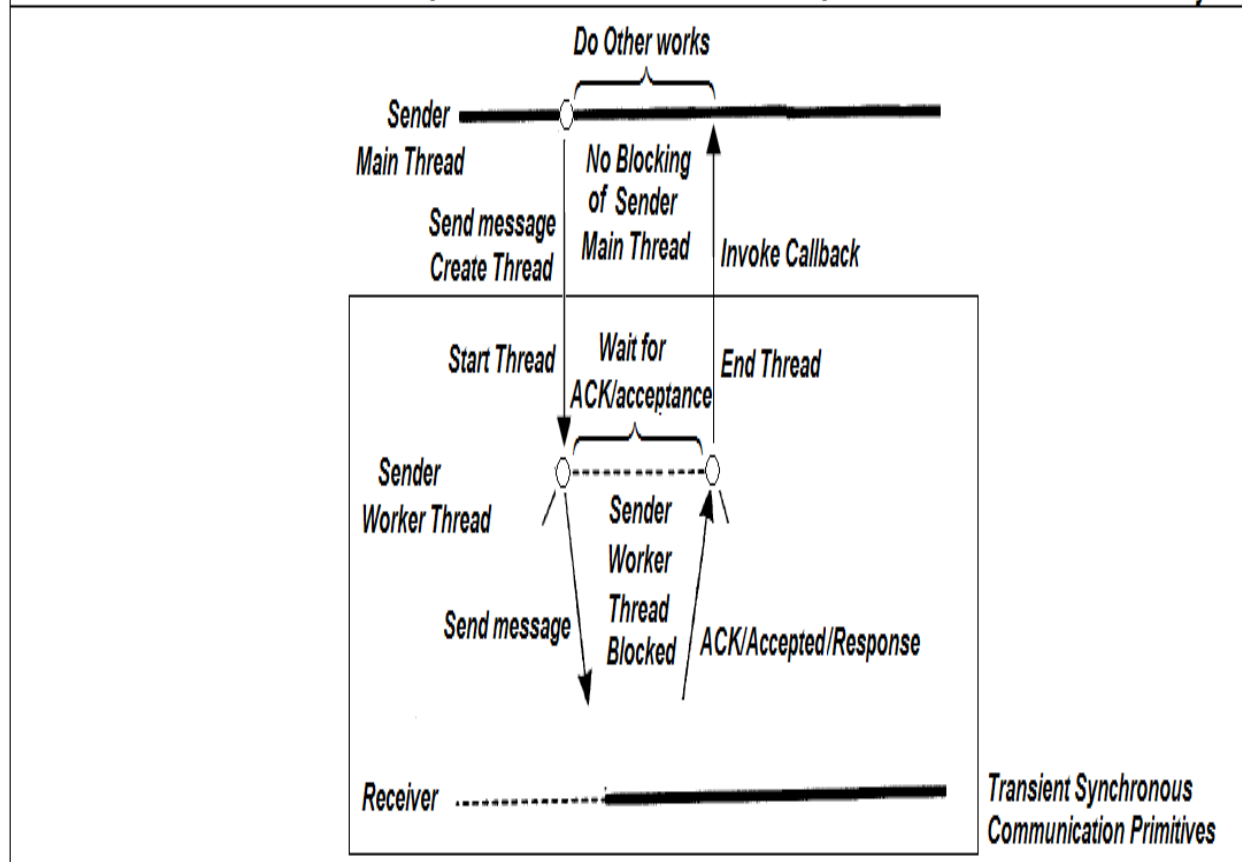 Do Other works
Sender
Main Thread
No Blocking
of Sender
Main Thread
Send message
Create Thread
Invoke Callback
Start Thread
Wait for
ACK/acceptance
End Thread
Sender
Worker Thread
Sender
Worker
Thread
Blocked
Send message
ACK/Accepted/Response
Receiver
Transient Synchronous
Communication Primitives